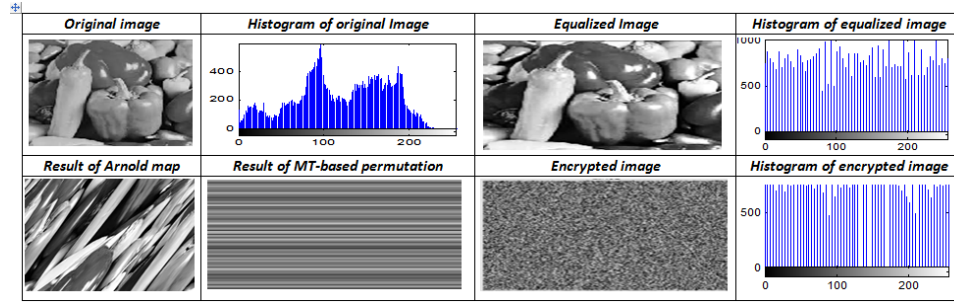 Original image Histogram of original Image Equalized Image Histogram of equalized image
400
200
0
0 100 200
1000
500
0
0 100 200
Result of Arnold map Result of MT-based permutation Encrypted image Histogram of encrypted image
500
0
0 200